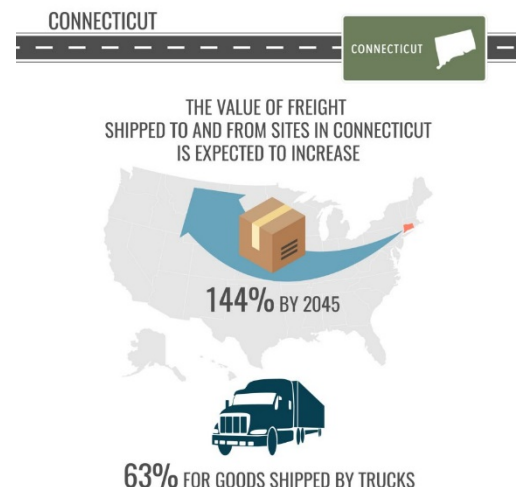 CONNECTICUT
CONNECTICUT
THE VALUE OF FREIGHT
SHIPPED TO AND FROM SITES IN CONNECTICUT
IS EXPECTED TO INCREASE
144% BY 2045
63% FOR GOODS SHIPPED BY TRUCKS